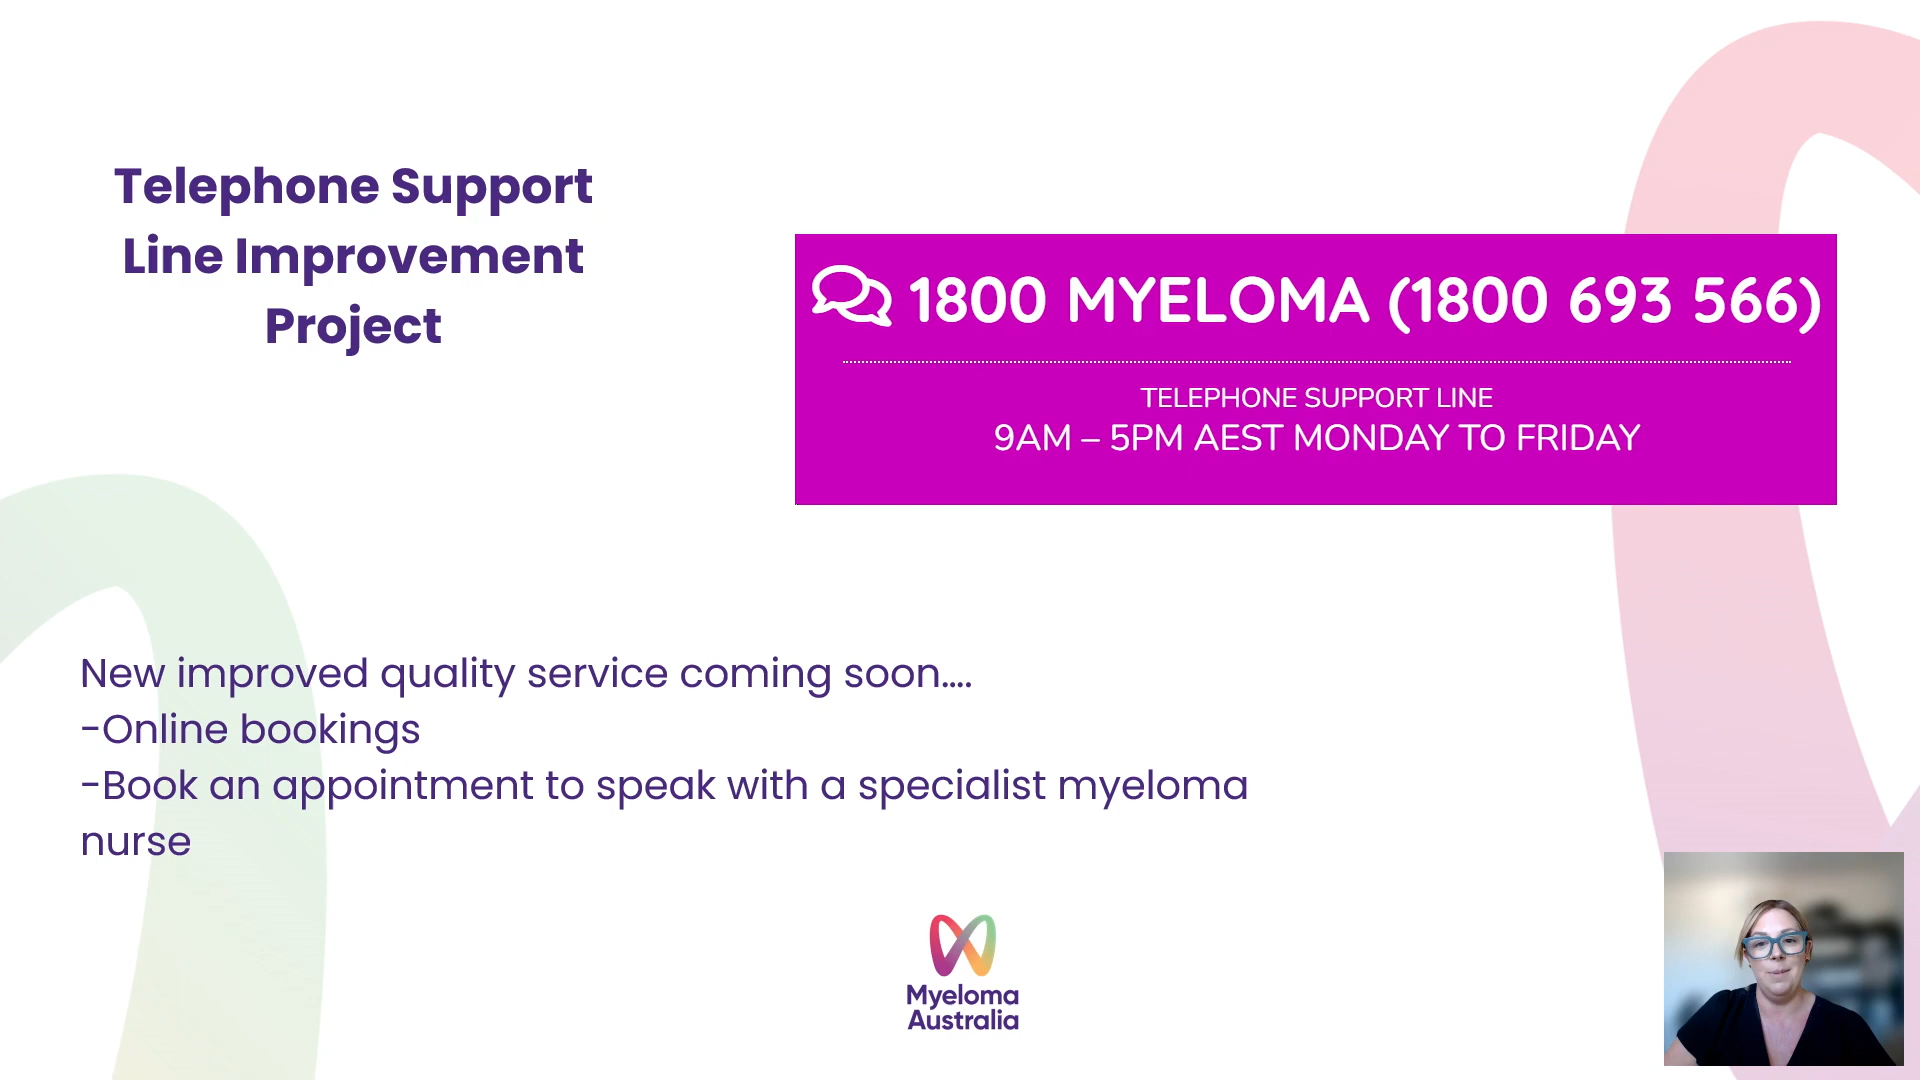 Telephone Support
Line Improvement
Project
1800 MYELOMA (1800 693 566)
TELEPHONE SUPPORT LINE
9AM – 5PM AEST MONDAY TO FRIDAY
New improved quality service coming soon....
-Online bookings
-Book an appointment to speak with a specialist myeloma
nurse
Myeloma
Australia